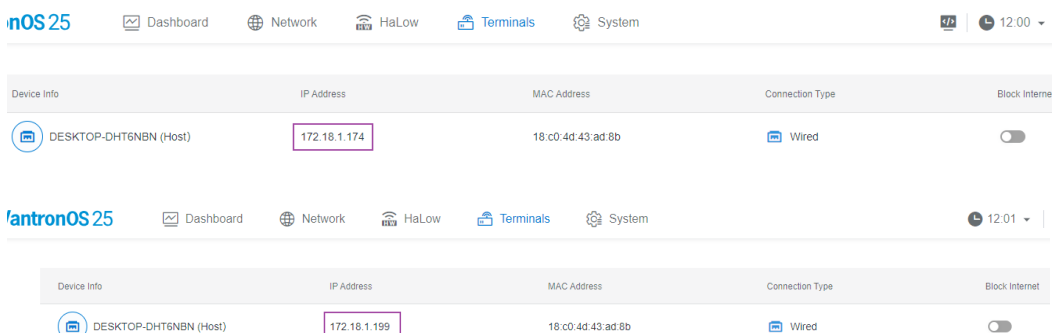 nOS 25 Dashboard Network HaLow Terminals System 12:00
Device Info IP Address MAC Address Connection Type Block Interne
DESKTOP-DHT6NBN (Host) 172.18.1.174 18:c0:4d:43:ad:8b Wired
antronOS 25 Dashboard Network HaLow Terminals System 12:01
Device Info IP Address MAC Address Connection Type Block Internet
DESKTOP-DHT6NBN (Host) 172.18.1.199 18:c0:4d:43:ad:8b Wired